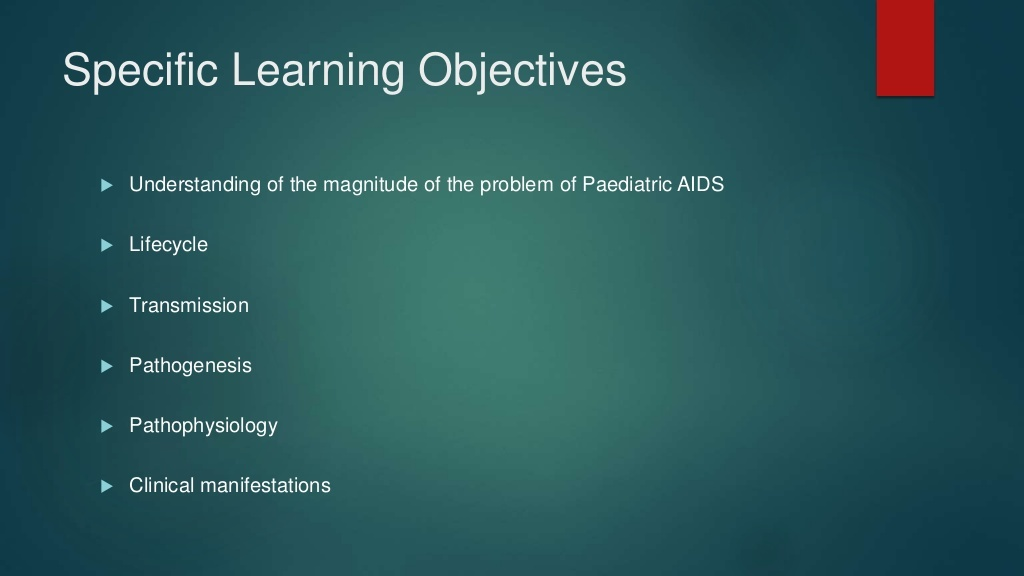 Specific Learning Objectives
Understanding of the magnitude of the problem of Paediatric AIDS
Lifecycle
Transmission
Pathogenesis
Pathophysiology
Clinical manifestations